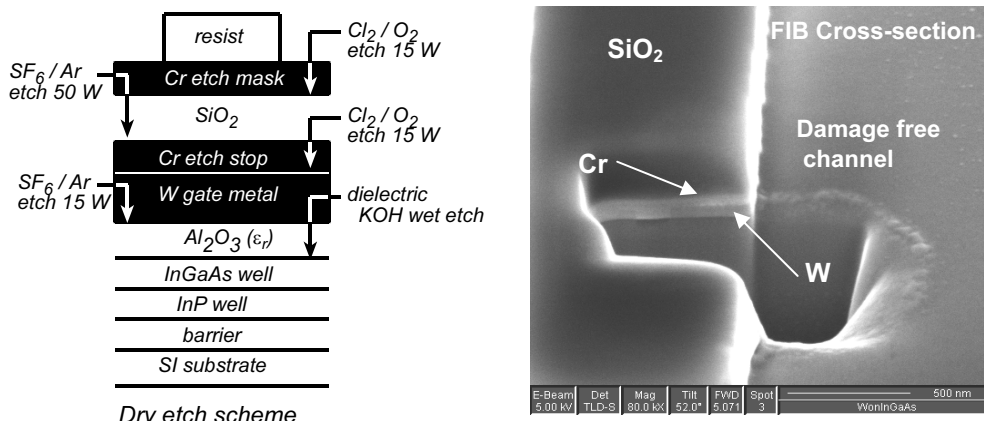 resist
Cl2 / O2
etch 15 W
SF6 / Ar
etch 50 W
Cr etch mask
SiO2
Cl2 / O2
etch 15 W
Cr etch stop
SF6 / Ar
etch 15 W
W gate metal
dielectric
KOH wet etch
Al2O3 (εr)
InGaAs well
InP well
barrier
SI substrate
Dry etch scheme
SiO2
FIB Cross-section
Damage free
channel
Cr
W
E-Beam Det Mag Tilt FWD Spot 500 nm
5.00 kV TLD-S 80.0 kX 52.0° 5.071 3 WonInGaAs